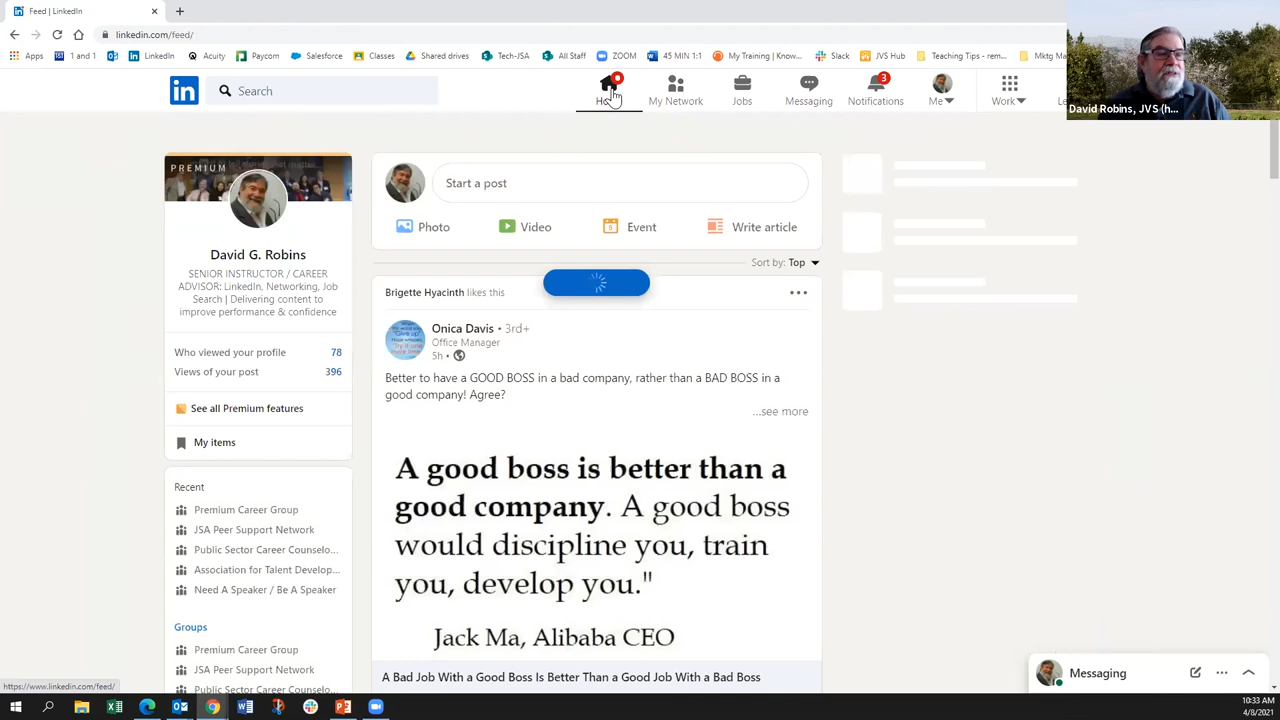 Feed | LinkedIn
linkedin.com/feed/
Apps
1 and 1
LinkedIn
Acuity
Paycom
Salesforce
Classes
Shared drives
Tech-JSA
All Staff
ZOOM
45 MIN 1:1
My Training | Know...
Slack
JVS Hub
Teaching Tips - rem...
Mktg Ma
David Robins, JVS (h...
in
Search
My Network
Jobs
Messaging
3
Notifications
Me
Work
PREMIUM
David G. Robins
SENIOR INSTRUCTOR / CAREER
ADVISOR: LinkedIn, Networking, Job
Search | Delivering content to
improve performance & confidence
Who viewed your profile 78
Views of your post 396
See all Premium features
My items
Recent
Premium Career Group
JSA Peer Support Network
Public Sector Career Counselo...
Association for Talent Develop...
Need A Speaker / Be A Speaker
Groups
Premium Career Group
JSA Peer Support Network
Public Sector Career Counselo...
Start a post
Photo
Video
Event
Write article
Sort by: Top
Brigette Hyacinth likes this
Onica Davis • 3rd+
Office Manager
5h •
Better to have a GOOD BOSS in a bad company, rather than a BAD BOSS in a
good company! Agree?
...see more
A good boss is better than a
good company. A good boss
would discipline you, train
you, develop you."
Jack Ma, Alibaba CEO
A Bad Job With a Good Boss Is Better Than a Good Job With a Bad Boss
Messaging
https://www.linkedin.com/feed/
10:33 AM
4/8/2021